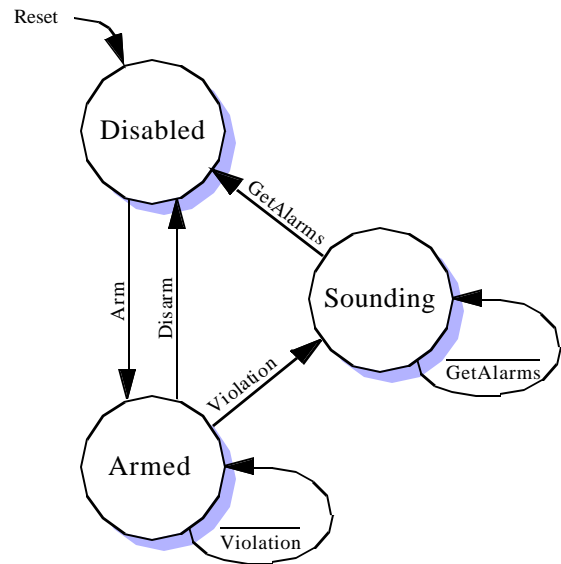 Reset
Disabled
GetAlarms
Arm
Disarm
Sounding
GetAlarms
Violation
Armed
Violation